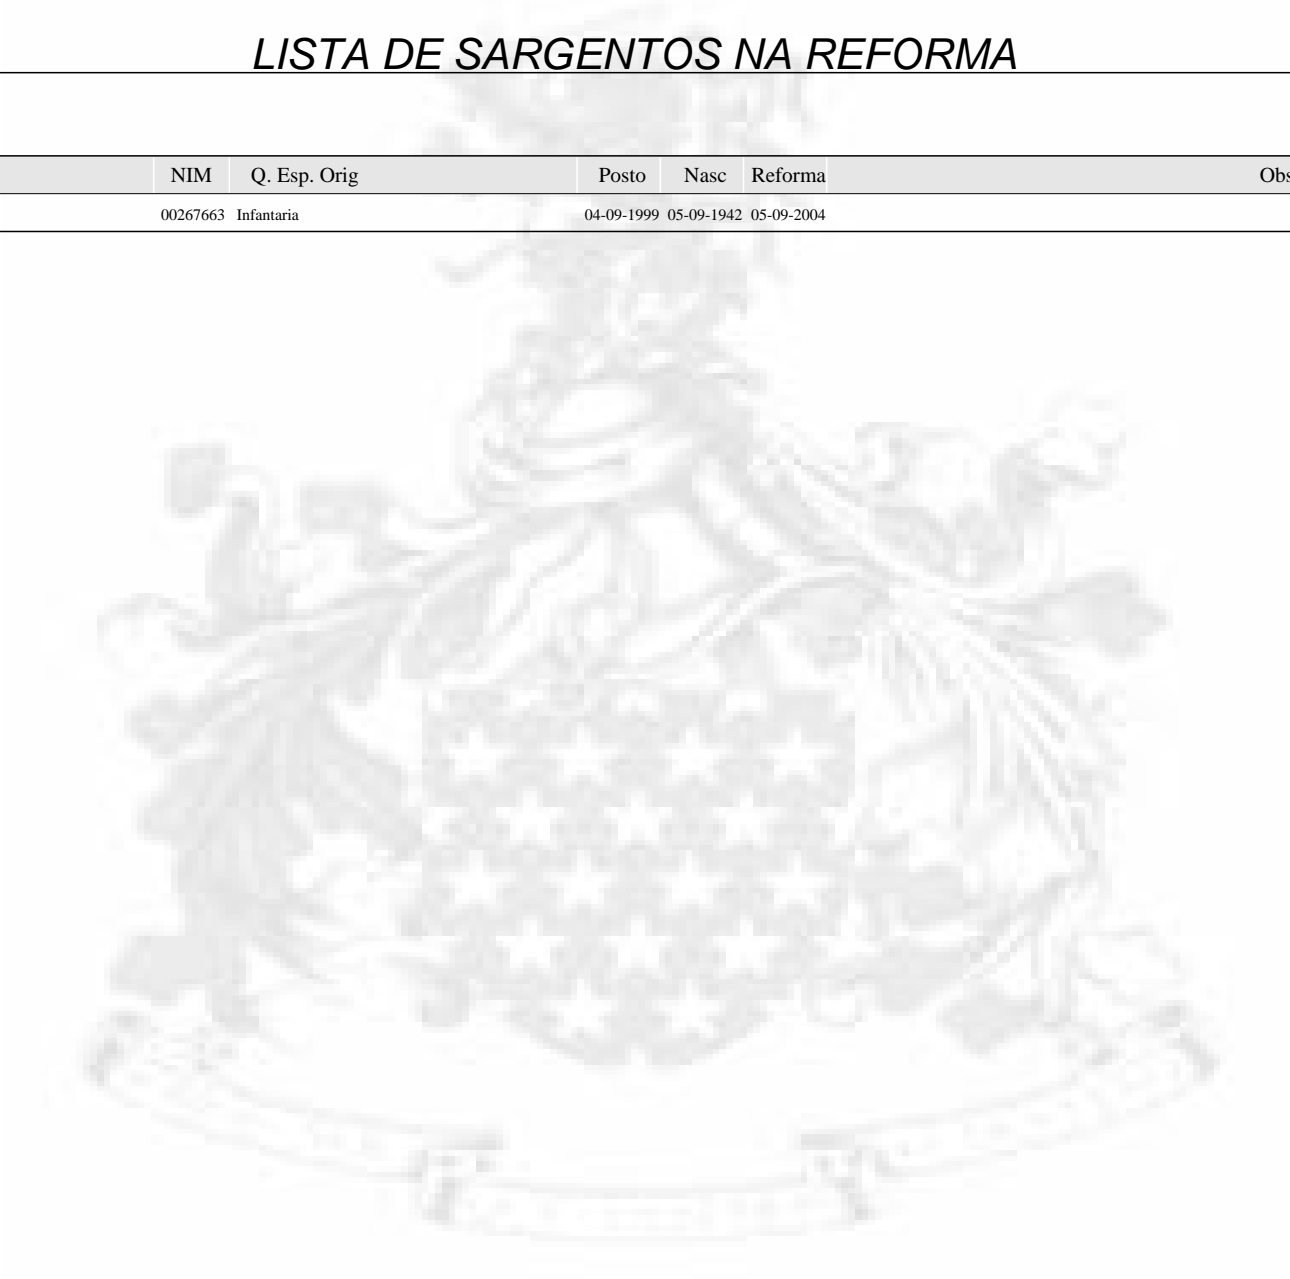 LISTA DE SARGENTOS NA REFORMA
NIM Q. Esp. Orig Posto Nasc Reforma Obs
00267663 Infantaria 04-09-1999 05-09-1942 05-09-2004